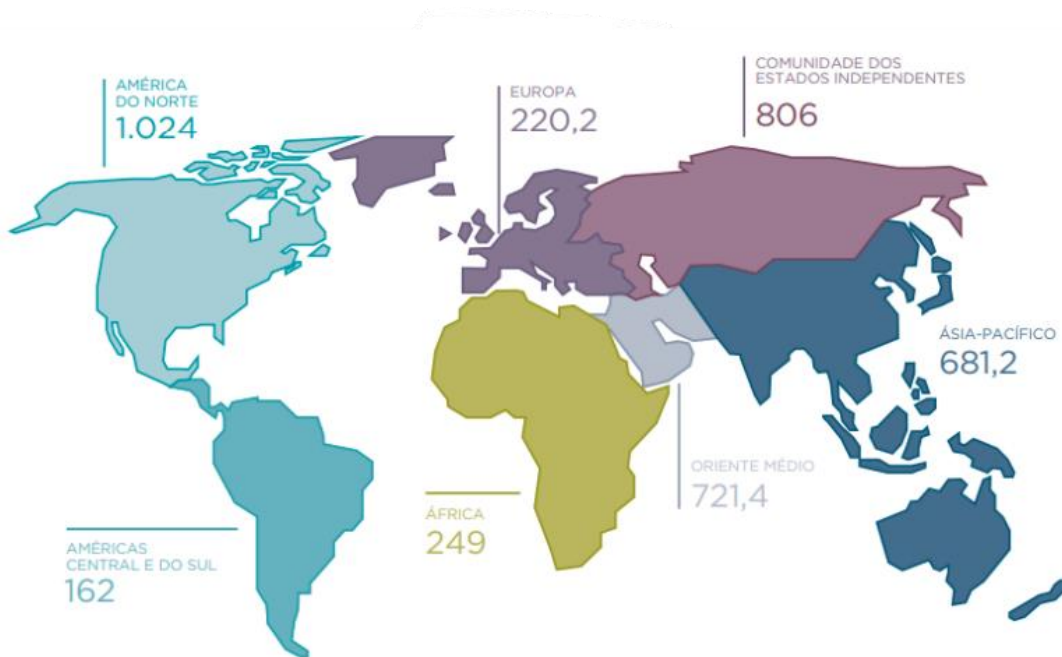 AMÉRICA
DO NORTE
1.024
EUROPA
220,2
COMUNIDADE DOS
ESTADOS INDEPENDENTES
806
ÁSIA-PACÍFICO
681,2
ORIENTE MÉDIO
721,4
ÁFRICA
249
AMÉRICAS
CENTRAL E DO SUL
162